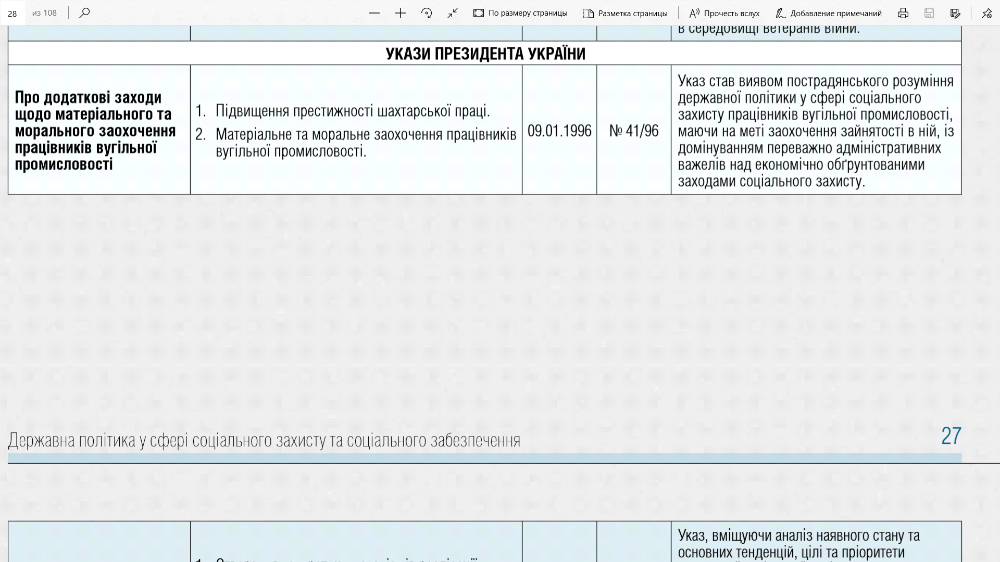 28
из 108
По размеру страницы
Разметка страницы
Прочесть вслух
Добавление примечаний
в середовищі ветеранів війни.
УКАЗИ ПРЕЗИДЕНТА УКРАЇНИ
Про додаткові заходи
щодо матеріального та
морального заохочення
працівників вугільної
промисловості
1. Підвищення престижності шахтарської праці.
2. Матеріальне та моральне заохочення працівників
вугільної промисловості.
09.01.1996
№ 41/96
Указ став виявом пострадянського розуміння
державної політики у сфері соціального
захисту працівників вугільної промисловості,
маючи на меті заохочення зайнятості в ній, із
домінуванням переважно адміністративних
важелів над економічно обґрунтованими
заходами соціального захисту.
Державна політика у сфері соціального захисту та соціального забезпечення
27
Указ, вміщуючи аналіз наявного стану та
основних тенденцій, цілі та пріоритети